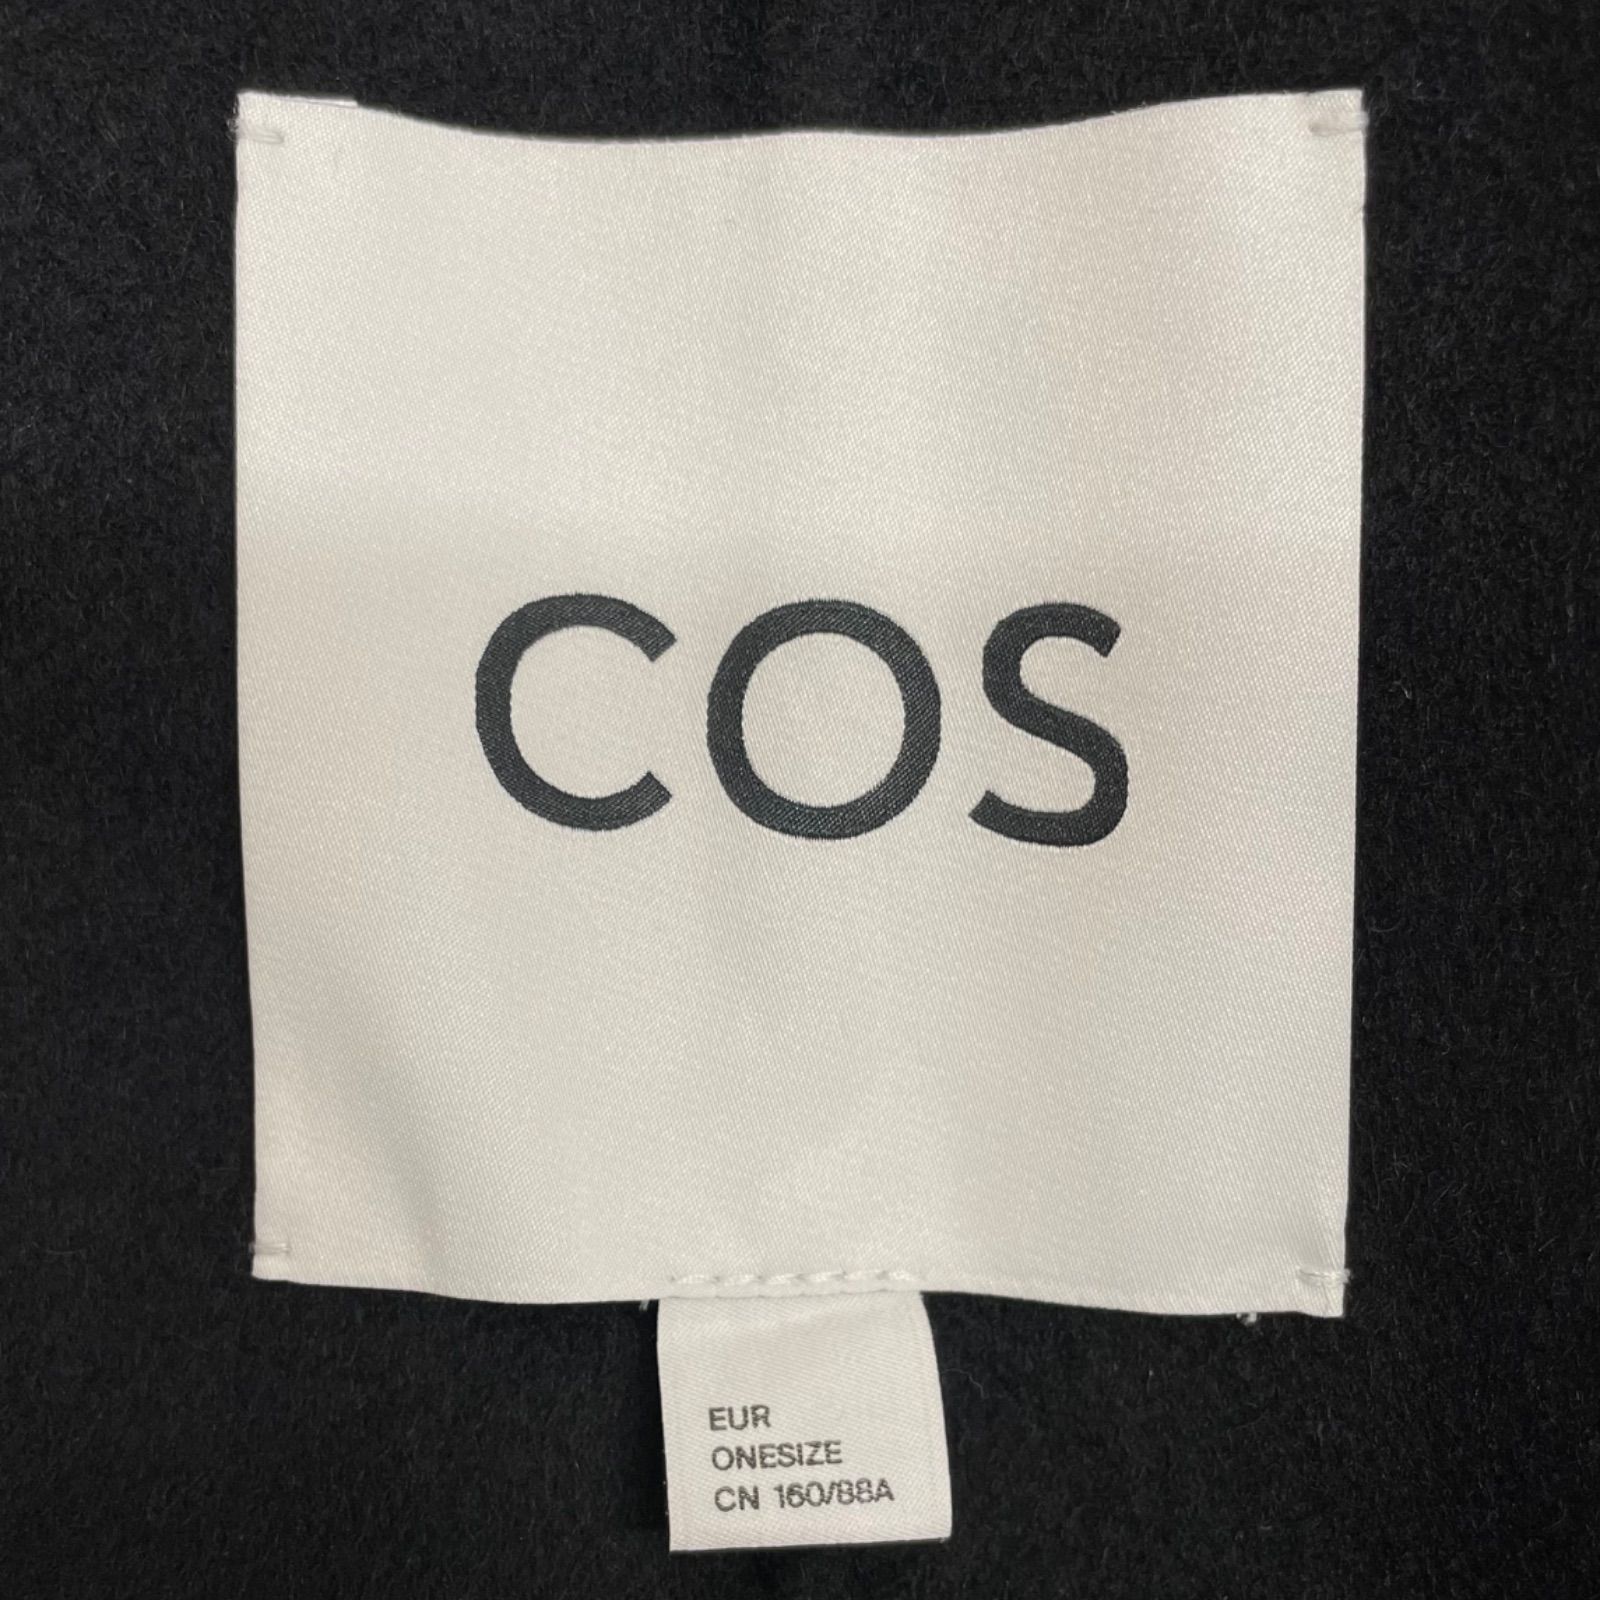 COS
EUR
ONESIZE
CN 160/88A